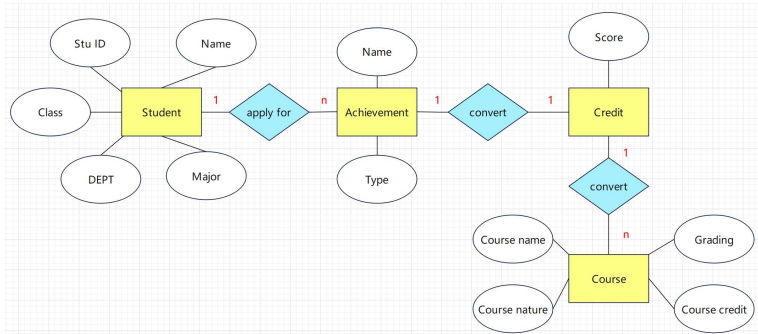 Stu ID
Name
Name
Score
Class
Student
1
apply for
n
Achievement
1
convert
1
Credit
DEPT
Major
Type
1
convert
n
Course name
Grading
Course
Course nature
Course credit